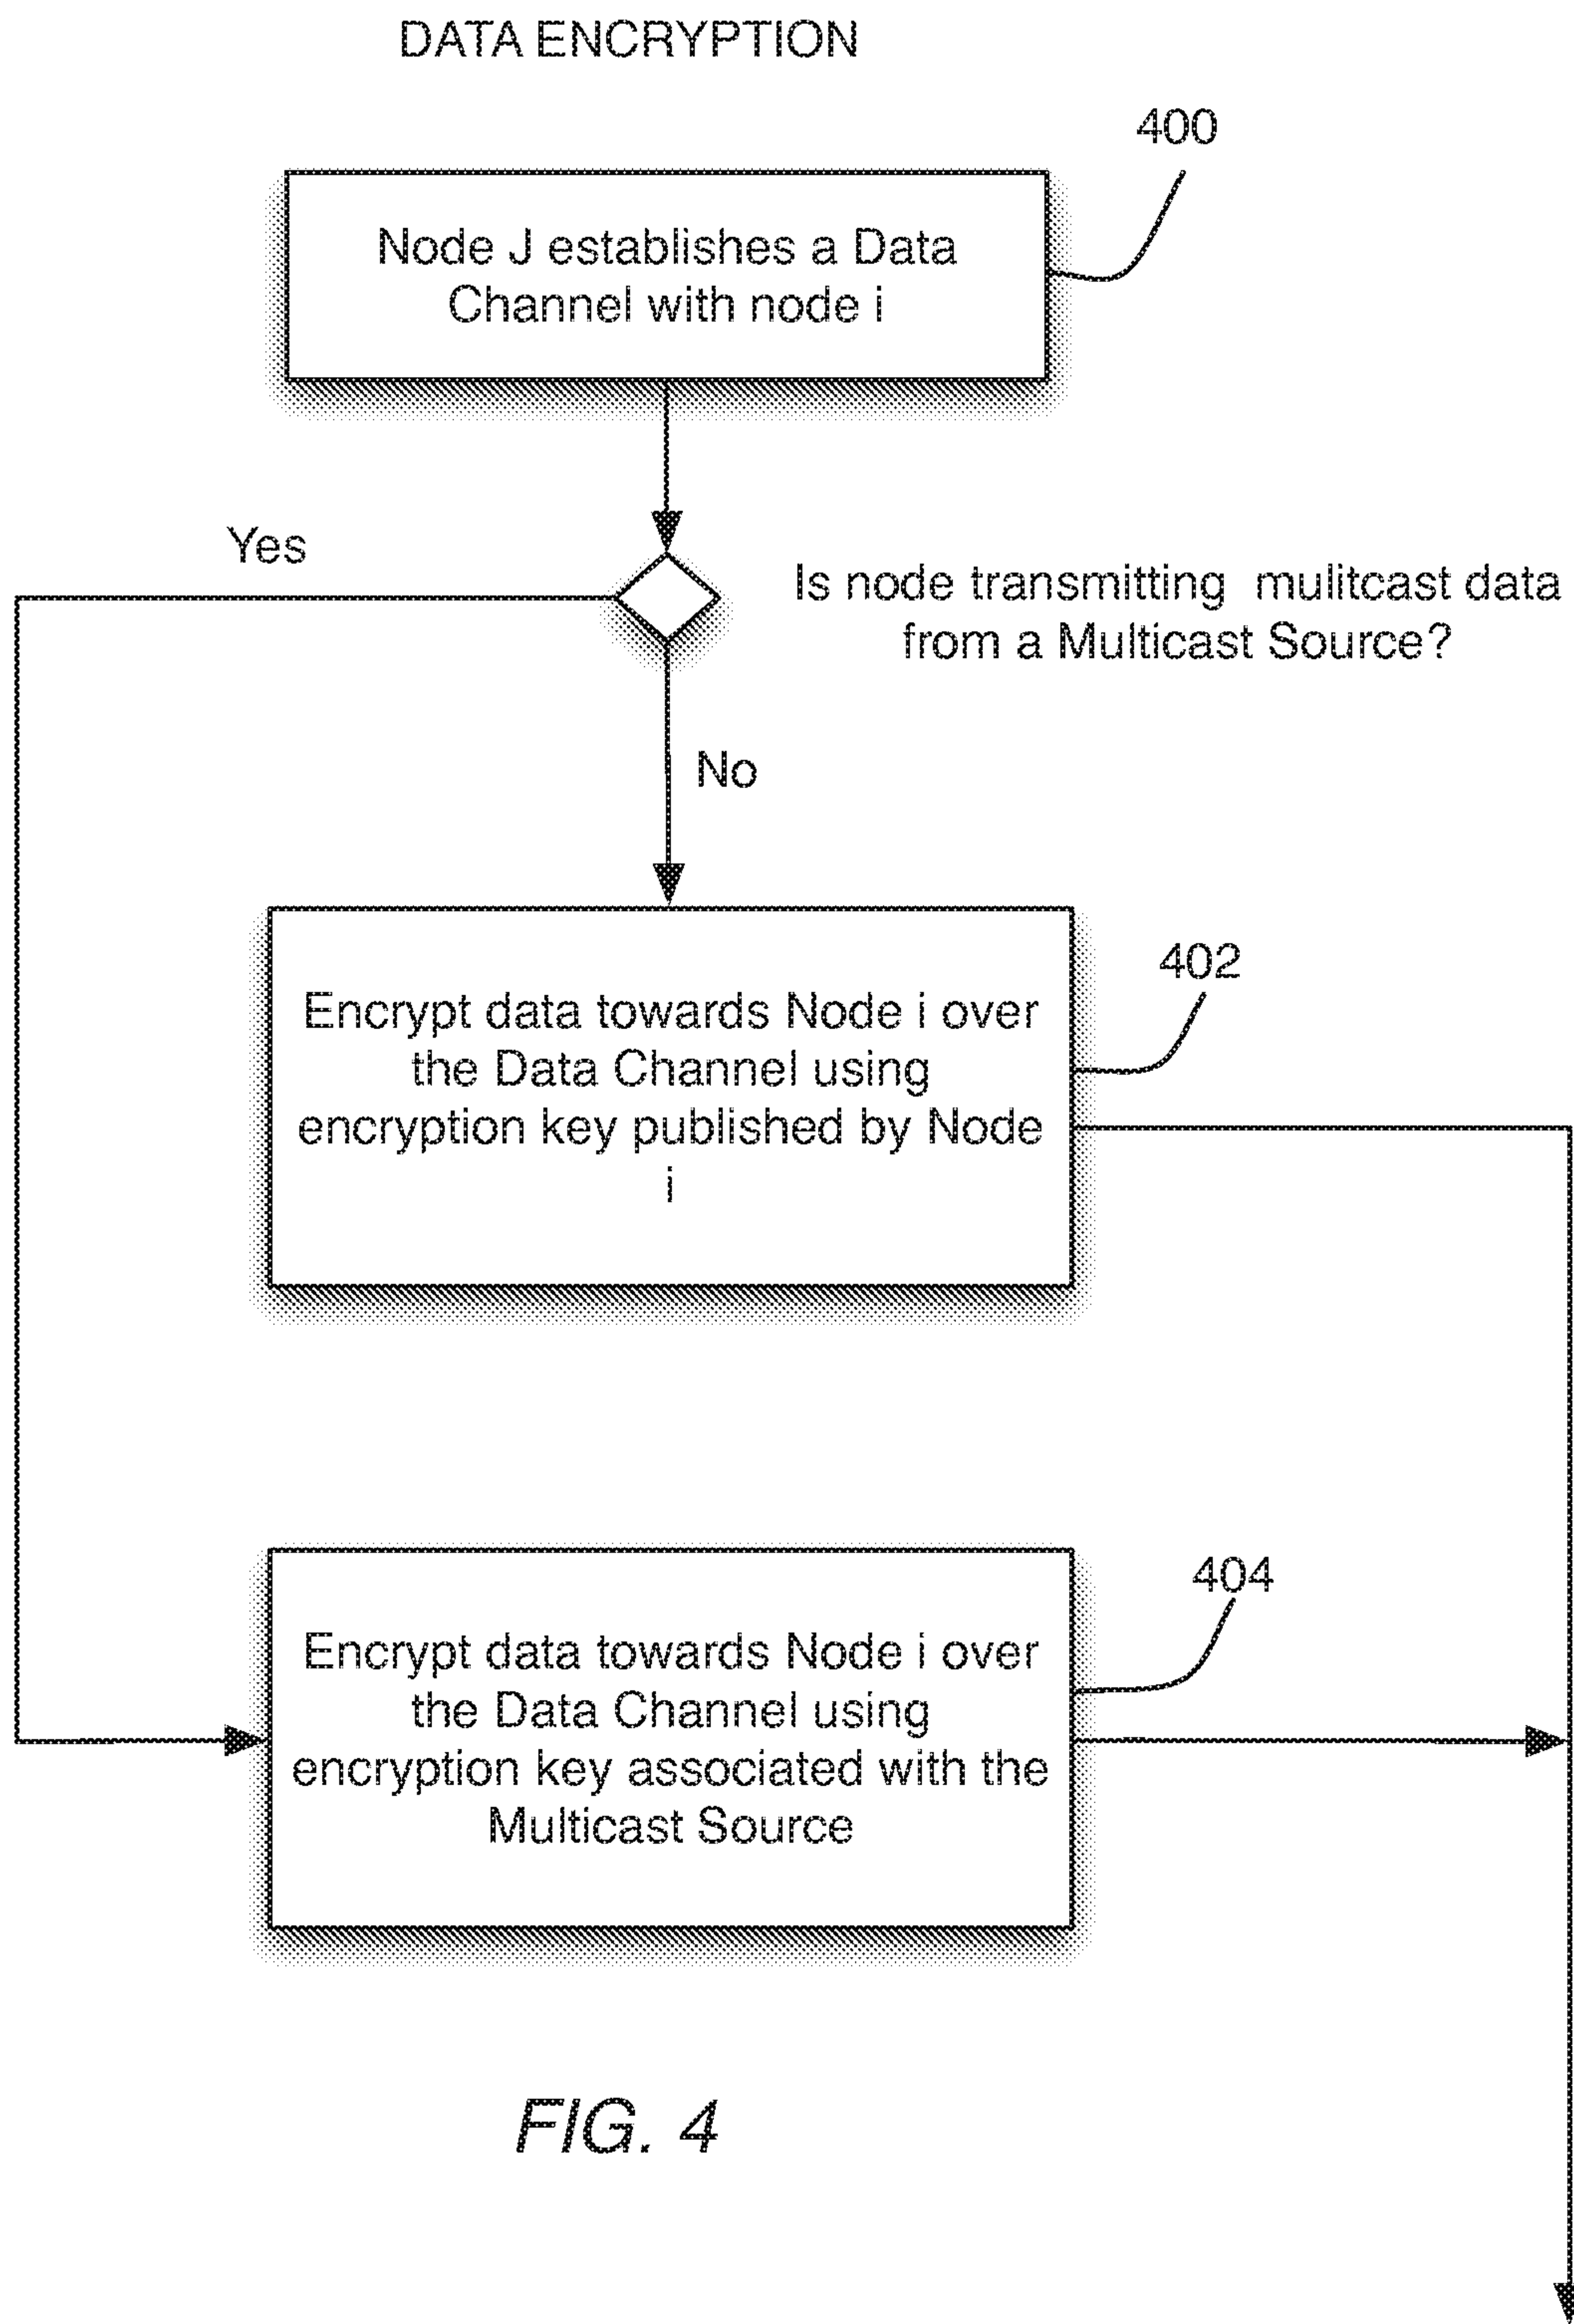 DATA ENCRYPTION
400
Node J establishes a Data
Channel with node i
Yes
Is node transmitting mulitcast data
from a Multicast Source?
No
402
Encrypt data towards Node i over
the Data Channel using
encryption key published by Node
i
404
Encrypt data towards Node i over
the Data Channel using
encryption key associated with the
Multicast Source
FIG. 4